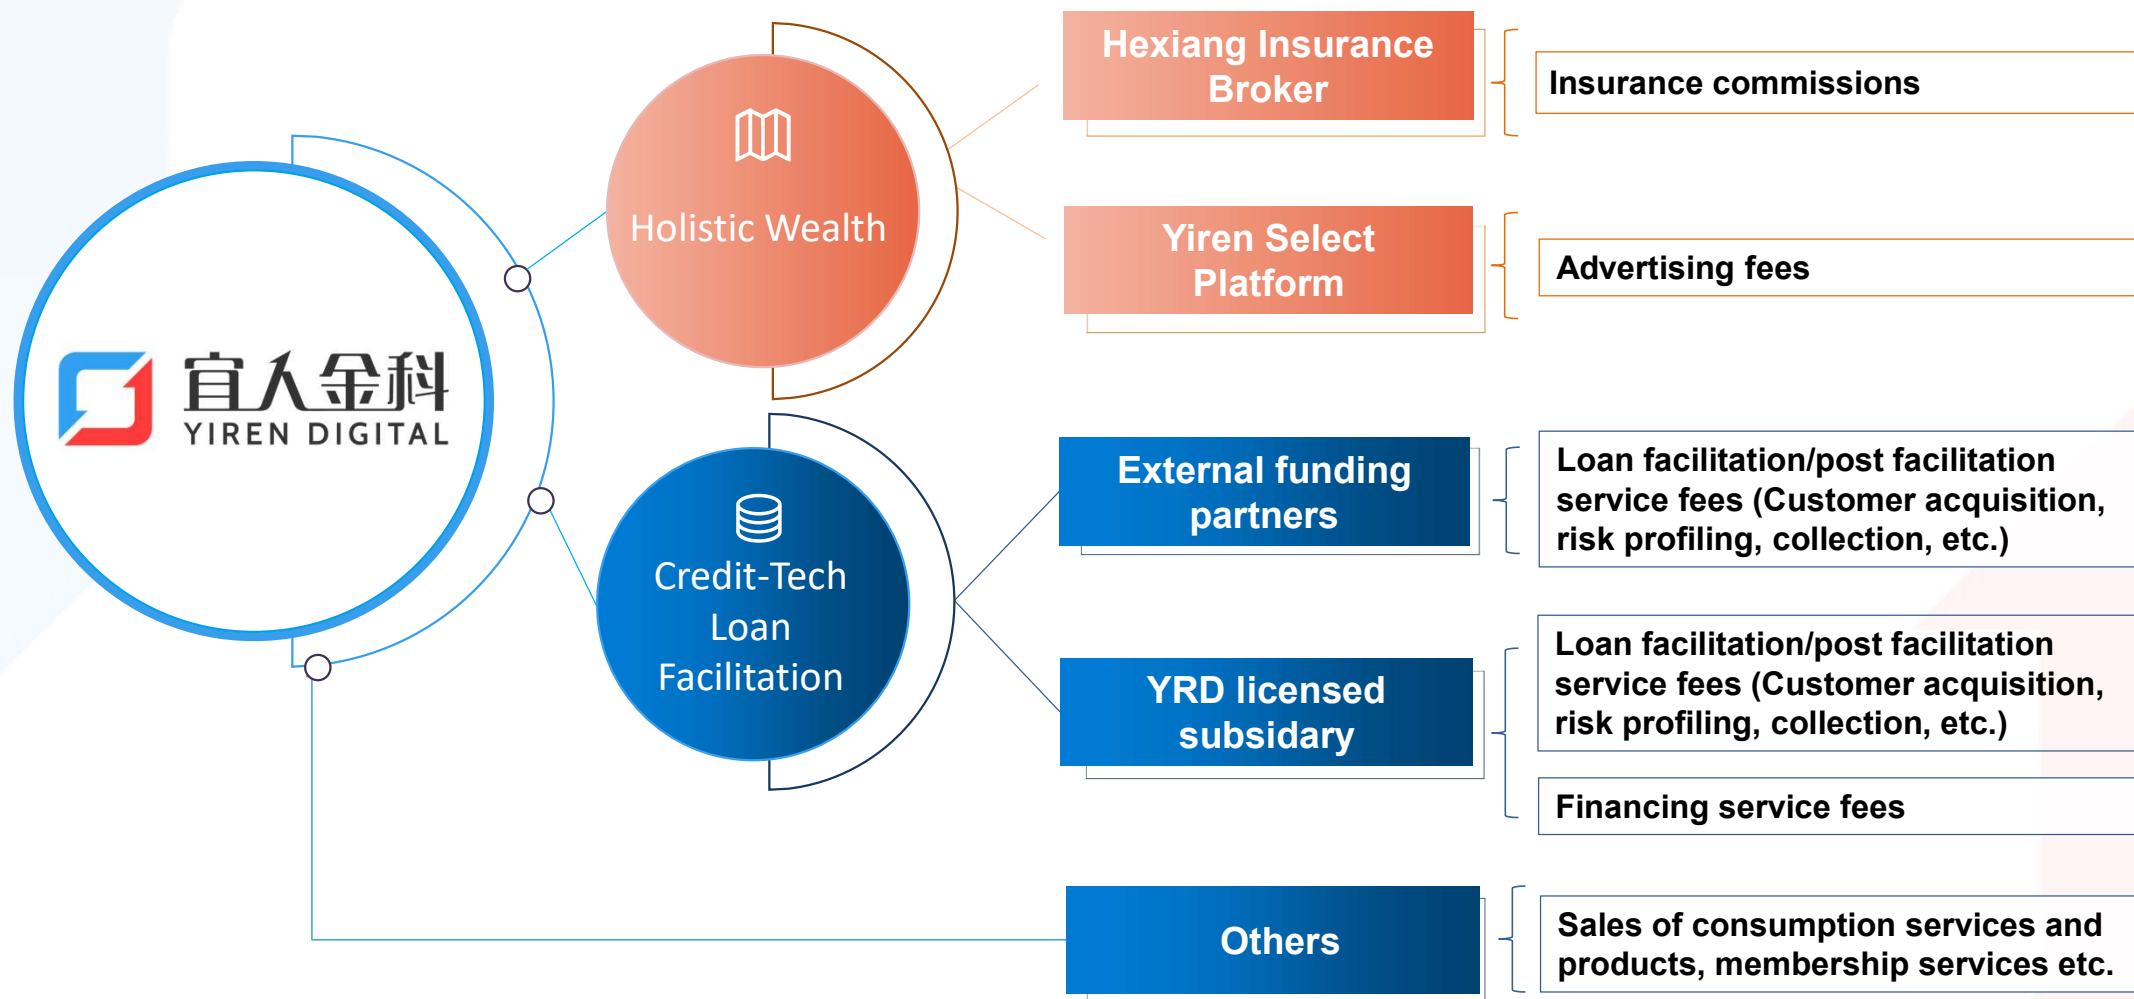 宜人金科
YIREN DIGITAL
Holistic Wealth
Hexiang Insurance
Broker
Insurance commissions
Yiren Select
Platform
Advertising fees
Credit-Tech
Loan
Facilitation
External funding
partners
Loan facilitation/post facilitation
service fees (Customer acquisition,
risk profiling, collection, etc.)
YRD licensed
subsidary
Loan facilitation/post facilitation
service fees (Customer acquisition,
risk profiling, collection, etc.)
Financing service fees
Others
Sales of consumption services and
products, membership services etc.